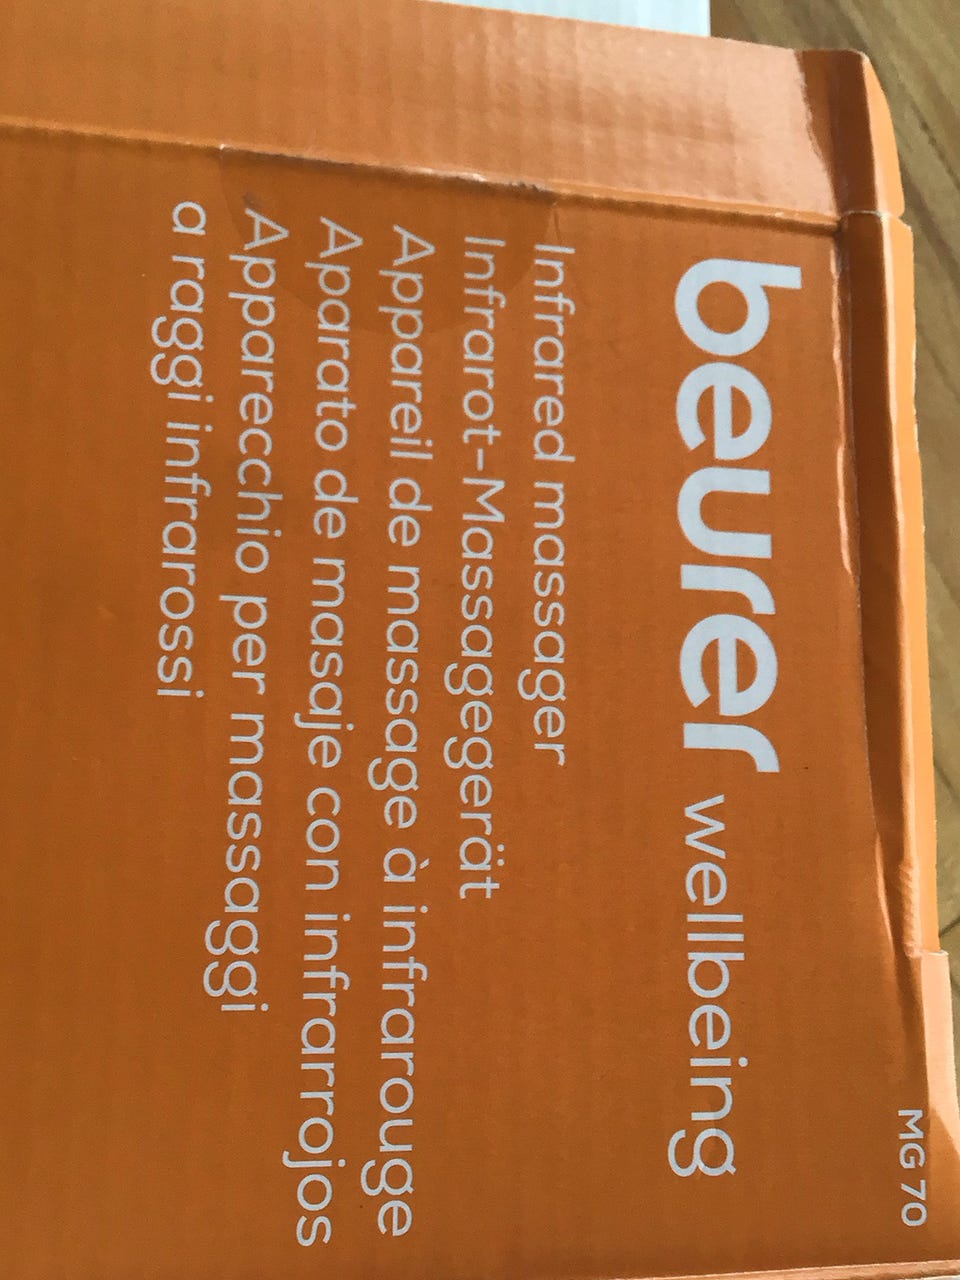 MG 70
beurer wellbeing
Infrared massager
Infrarot-Massagegegerät
Appareil de massage à infrarouge
Aparato de masaje con infrarrojos
Apparecchio per massaggi
a raggi infrarossi